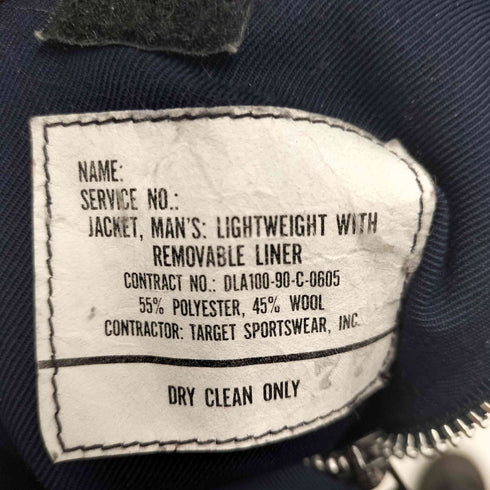 NAME:
SERVICE NO.:
JACKET, MAN'S: LIGHTWEIGHT WITH
REMOVABLE LINER
CONTRACT NO.: DLA100-90-C-0605
55% POLYESTER, 45% WOOL
CONTRACTOR: TARGET SPORTSWEAR, INC.
DRY CLEAN ONLY